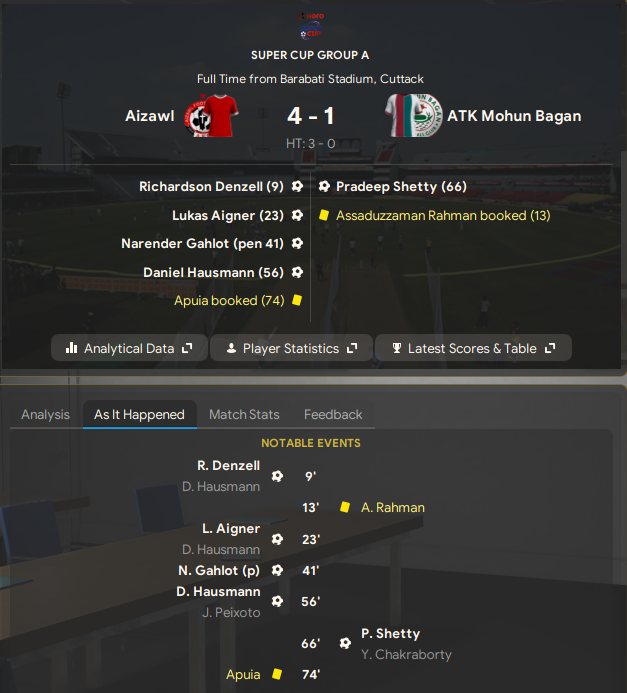 SUPER CUP GROUP A
Full Time from Barabati Stadium, Cuttack
Aizawl 4 - 1 ATK Mohun Bagan
HT: 3 - 0
Richardson Denzell (9) Pradeep Shetty (66)
Lukas Aigner (23) Assaduzzaman Rahman booked (13)
Narender Gahlot (pen 41)
Daniel Hausmann (56)
Apuia booked (74)
Analytical Data Player Statistics Latest Scores & Table
Analysis As It Happened Match Stats Feedback
NOTABLE EVENTS
R. Denzell 9'
D. Hausmann
13' A. Rahman
L. Aigner 23'
D. Hausmann
N. Gahlot (p) 41'
D. Hausmann 56'
J. Peixoto
66' P. Shetty
Y. Chakraborty
Apuia 74'